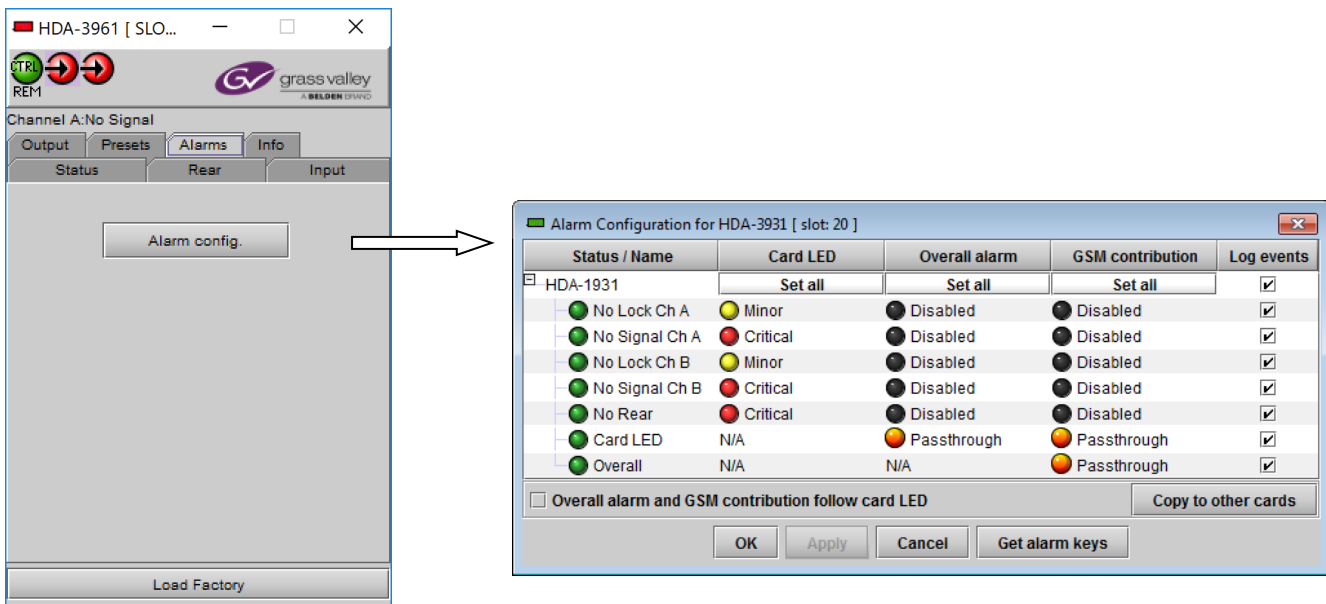 HDA-3961 [ SLO...
CTRL
REM
GV grass valley
A BELDEN BRAND
Channel A:No Signal
Output Presets Alarms Info
Status Rear Input
Alarm config.
Load Factory
Alarm Configuration for HDA-3931 [ slot: 20 ]
Status / Name Card LED Overall alarm GSM contribution Log events
HDA-1931 Set all Set all Set all
No Lock Ch A Minor Disabled Disabled
No Signal Ch A Critical Disabled Disabled
No Lock Ch B Minor Disabled Disabled
No Signal Ch B Critical Disabled Disabled
No Rear Critical Disabled Disabled
Card LED N/A Passthrough Passthrough
Overall N/A N/A Passthrough
Overall alarm and GSM contribution follow card LED Copy to other cards
OK Apply Cancel Get alarm keys